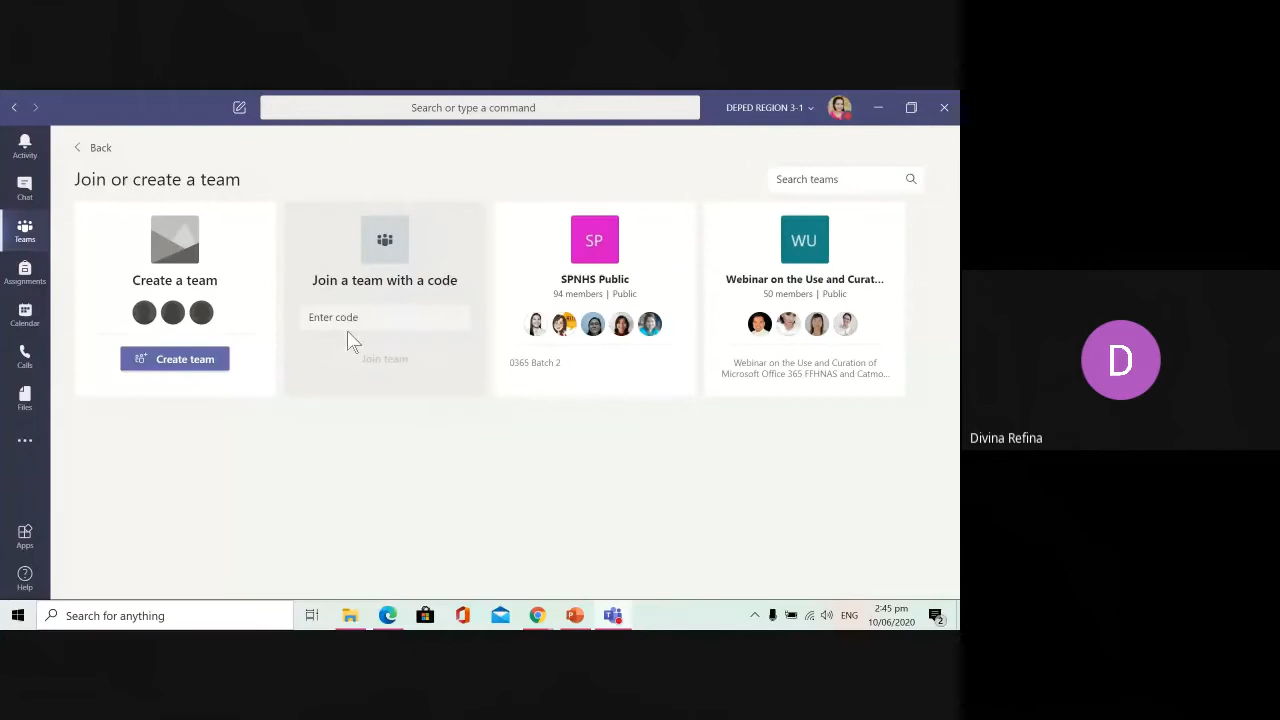 Search or type a command
DEPED REGION 3-1
Activity
Chat
Teams
Assignments
Calendar
Calls
Files
Apps
Help
Back
Join or create a team
Search teams
Create a team
Create team
Join a team with a code
Enter code
Join team
SP
SPNHS Public
94 members | Public
0365 Batch 2
WU
Webinar on the Use and Curat...
50 members | Public
Webinar on the Use and Curation of
Microsoft Office 365 FFHNAS and Catmo...
D
Divina Refina
Search for anything
ENG
2:45 pm
10/06/2020
2